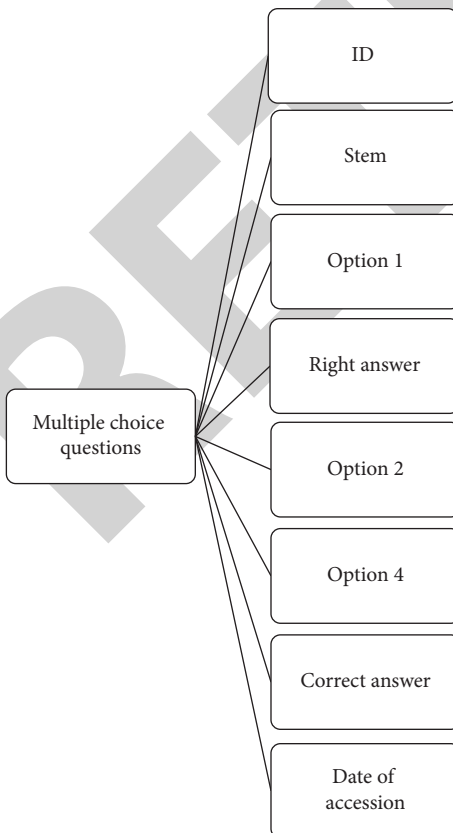 ID
Stem
Option 1
Right answer
Multiple choice
questions
Option 2
Option 4
Correct answer
Date of
accession